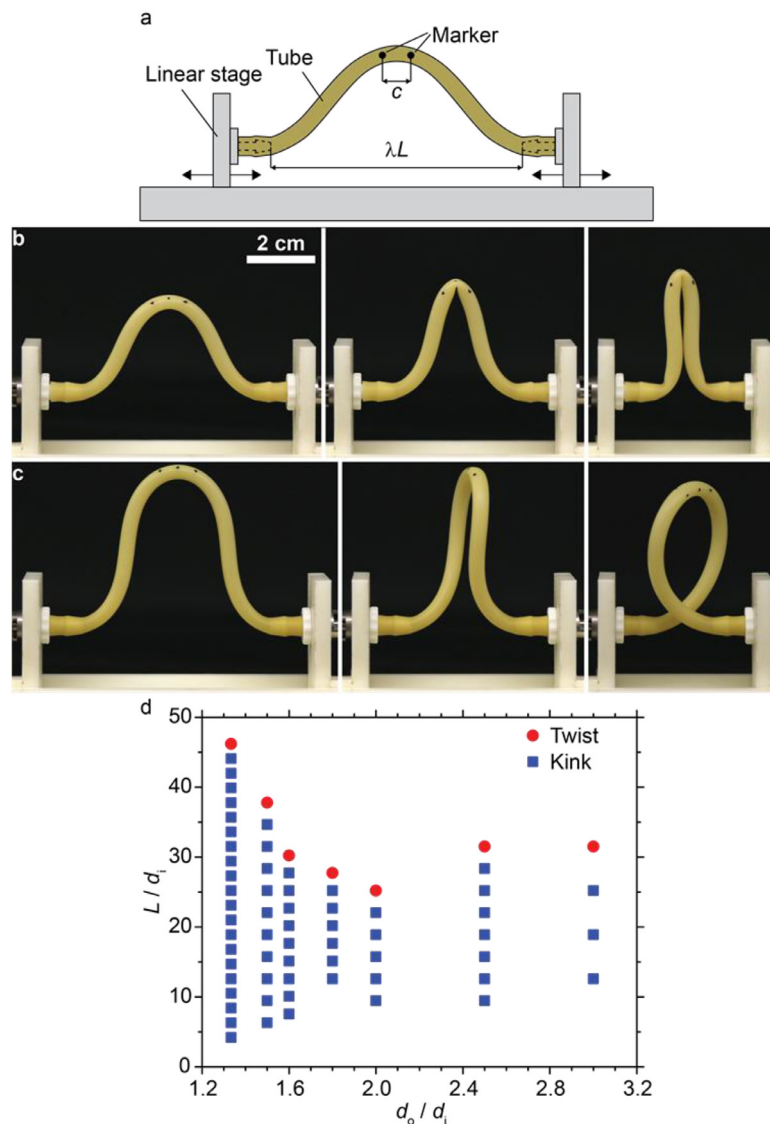 a
Marker
Tube
Linear stage
c
λL
b
2 cm
c
d
50
Twist
Kink
40
30
L / dᵢ
20
10
0
1.2 1.6 2.0 2.4 2.8 3.2
dₒ / dᵢ